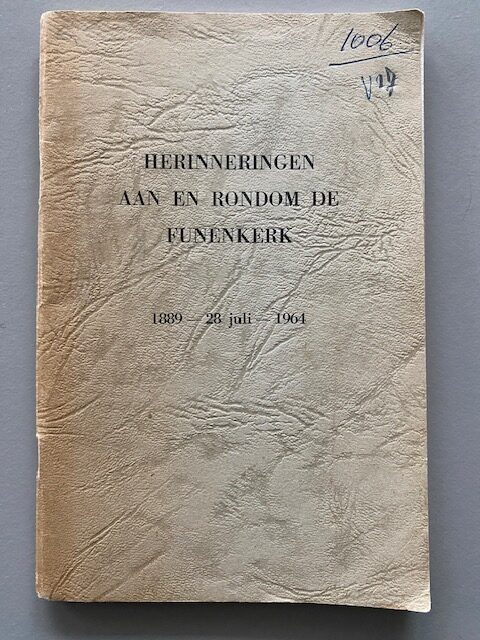 1006
V27
HERINNERINGEN
AAN EN RONDOM DE
FUNENKERK
1889 — 28 juli — 1964